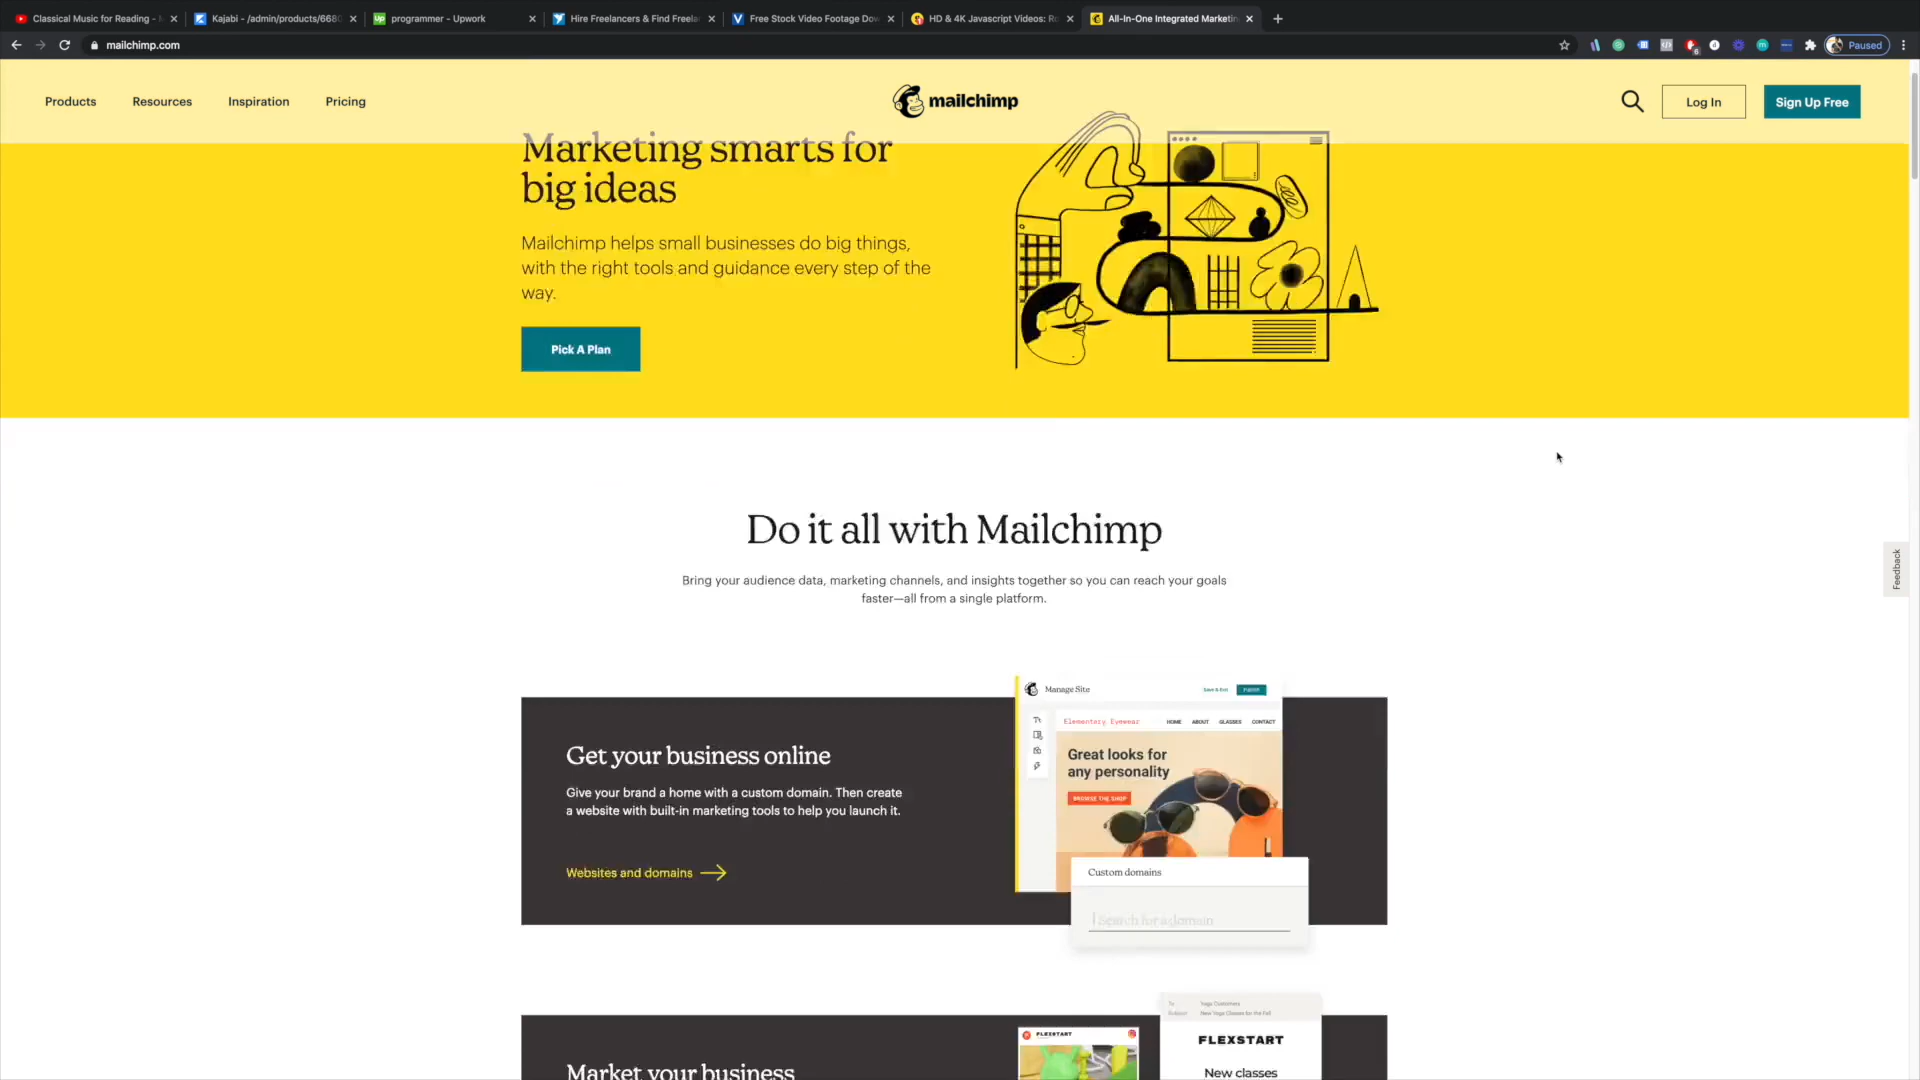 Classical Music for Reading -
Kajabi - /admin/products/6680
programmer - Upwork
Hire Freelancers & Find Freelan
Free Stock Video Footage Dow
HD & 4K Javascript Videos: Ro
All-In-One Integrated Marketin
mailchimp.com
6
Paused
Products
Resources
Inspiration
Pricing
mailchimp
Log In
Sign Up Free
Marketing smarts for
big ideas
Mailchimp helps small businesses do big things,
with the right tools and guidance every step of the
way.
Pick A Plan
Feedback
Do it all with Mailchimp
Bring your audience data, marketing channels, and insights together so you can reach your goals
faster—all from a single platform.
Get your business online
Give your brand a home with a custom domain. Then create
a website with built-in marketing tools to help you launch it.
Websites and domains
Manage Site
Save & Exit
Publish
Tt
Elementary Eyewear
HOME
ABOUT
GLASSES
CONTACT
Great looks for
any personality
BROWSE THE SHOP
Custom domains
Search for a domain
Market your business
FLEXSTART
To
Yoga Customers
Subject
New Yoga Classes for the Fall
FLEXSTART
New classes